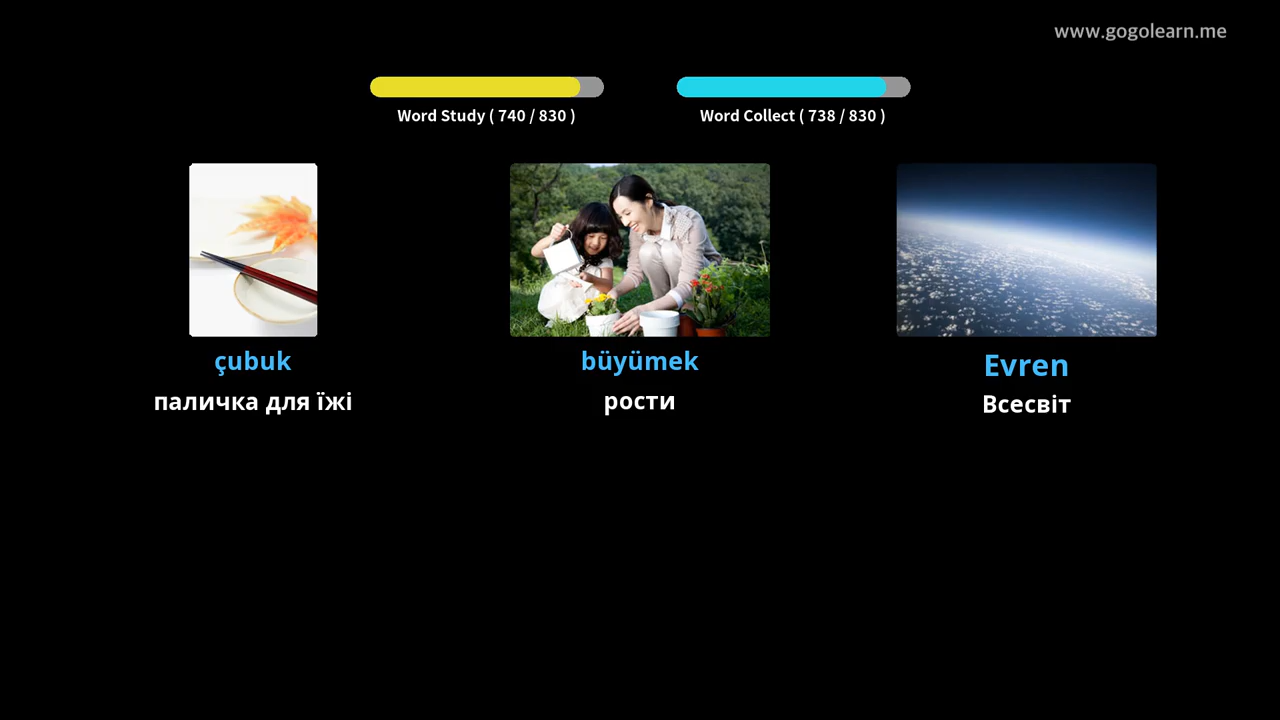 www.gogolearn.me
Word Study ( 740 / 830 )
Word Collect ( 738 / 830 )
çubuk
büyümek
Evren
паличка для їжі
рости
Всесвіт